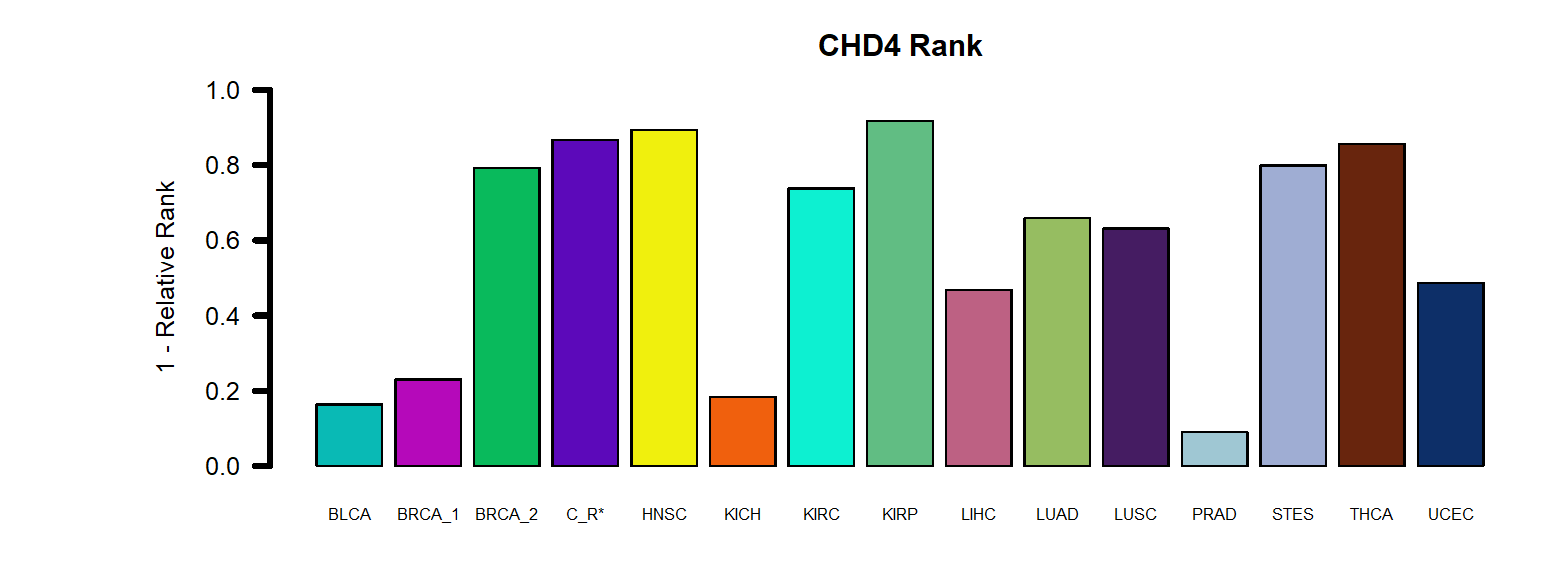 CHD4 Rank
1 - Relative Rank
1.0
0.8
0.6
0.4
0.2
0.0
BLCA BRCA_1 BRCA_2 C_R* HNSC KICH KIRC KIRP LIHC LUAD LUSC PRAD STES THCA UCEC